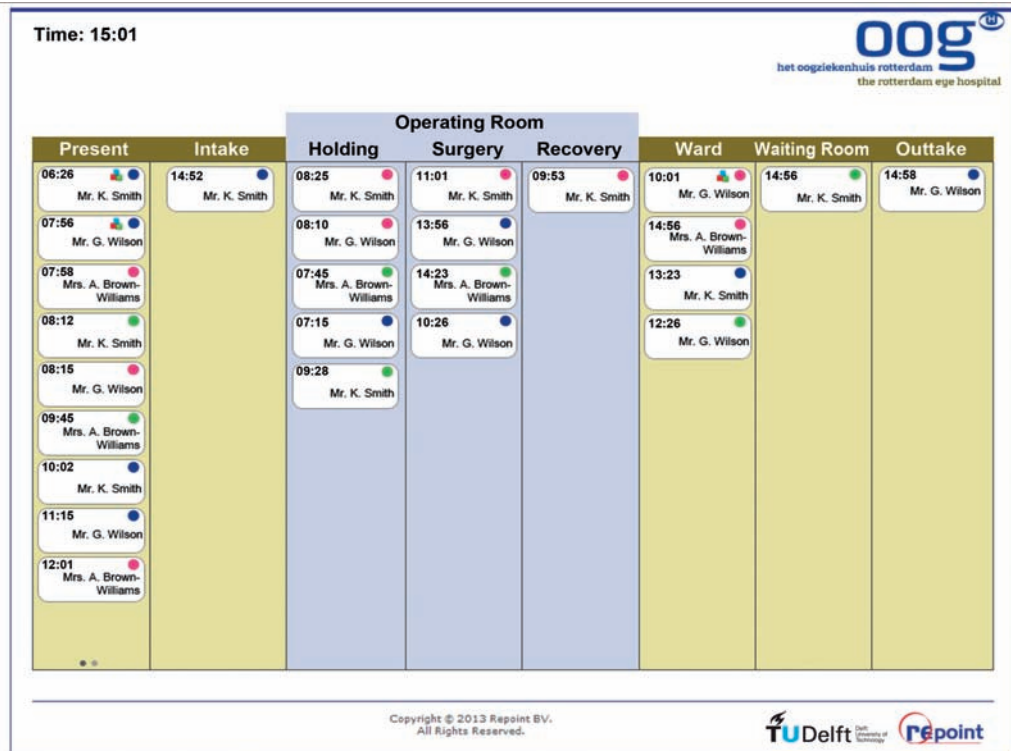 Time: 15:01
oog
H
het oogziekenhuis rotterdam
the rotterdam eye hospital
Operating Room
Present
Intake
Holding
Surgery
Recovery
Ward
Waiting Room
Outtake
06:26
Mr. K. Smith
07:56
Mr. G. Wilson
07:58
Mrs. A. Brown-
Williams
08:12
Mr. K. Smith
08:15
Mr. G. Wilson
09:45
Mrs. A. Brown-
Williams
10:02
Mr. K. Smith
11:15
Mr. G. Wilson
12:01
Mrs. A. Brown-
Williams
14:52
Mr. K. Smith
08:25
Mr. K. Smith
08:10
Mr. G. Wilson
07:45
Mrs. A. Brown-
Williams
07:15
Mr. G. Wilson
09:28
Mr. K. Smith
11:01
Mr. K. Smith
13:56
Mr. G. Wilson
14:23
Mrs. A. Brown-
Williams
10:26
Mr. G. Wilson
09:53
Mr. K. Smith
10:01
Mr. G. Wilson
14:56
Mrs. A. Brown-
Williams
13:23
Mr. K. Smith
12:26
Mr. G. Wilson
14:56
Mr. K. Smith
14:58
Mr. G. Wilson
Copyright © 2013 Repoint BV.
All Rights Reserved.
TUDelft
Delft
University of
Technology
repoint